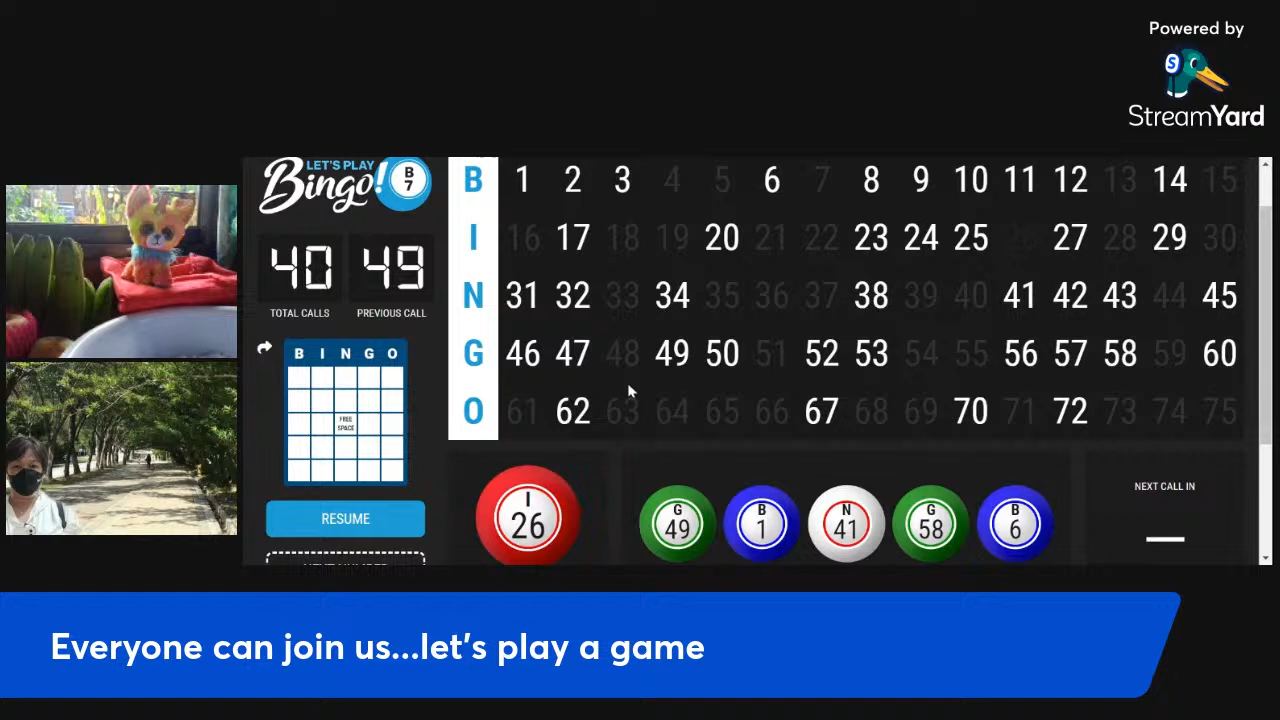 Powered by
S
StreamYard
LET'S PLAY
Bingo!
B
7
40 49
TOTAL CALLS PREVIOUS CALL
B I N G O
FREE
SPACE
RESUME
B 1 2 3 4 5 6 7 8 9 10 11 12 13 14 15
I 16 17 18 19 20 21 22 23 24 25 27 28 29 30
N 31 32 33 34 35 36 37 38 39 40 41 42 43 44 45
G 46 47 48 49 50 51 52 53 54 55 56 57 58 59 60
O 61 62 63 64 65 66 67 68 69 70 71 72 73 74 75
I
26
G
49
B
1
N
41
G
58
B
6
NEXT CALL IN
Everyone can join us...let's play a game